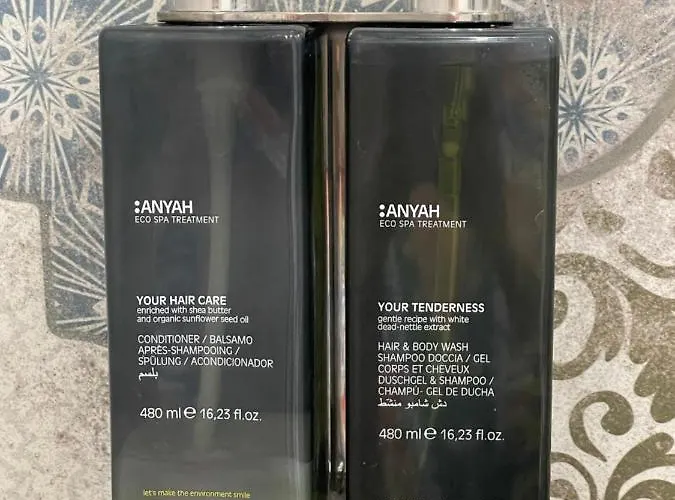 :ANYAH
ECO SPA TREATMENT
YOUR HAIR CARE
enriched with shea butter
and organic sunflower seed oil
CONDITIONER / BALSAMO
APRÈS-SHAMPOOING /
SPÜLUNG / ACONDICIONADOR
بلسم
480 ml e 16,23 fl.oz.
let's make the environment smile
:ANYAH
ECO SPA TREATMENT
YOUR TENDERNESS
gentle recipe with white
dead-nettle extract
HAIR & BODY WASH
SHAMPOO DOCCIA / GEL
CORPS ET CHEVEUX
DUSCHGEL & SHAMPOO /
CHAMPÚ- GEL DE DUCHA
دش شامبو منشط
480 ml e 16,23 fl.oz.